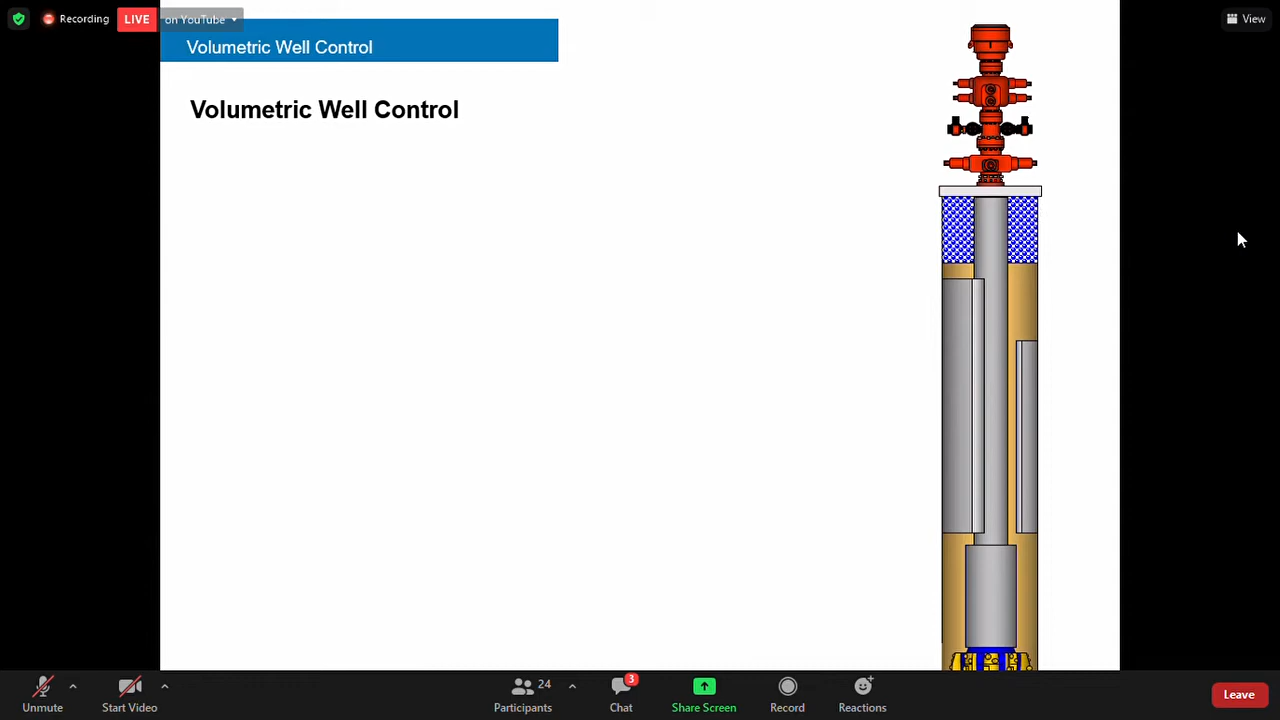 Recording
LIVE
on YouTube
View
Volumetric Well Control
Volumetric Well Control
Unmute
Start Video
24
Participants
3
Chat
Share Screen
Record
Reactions
Leave